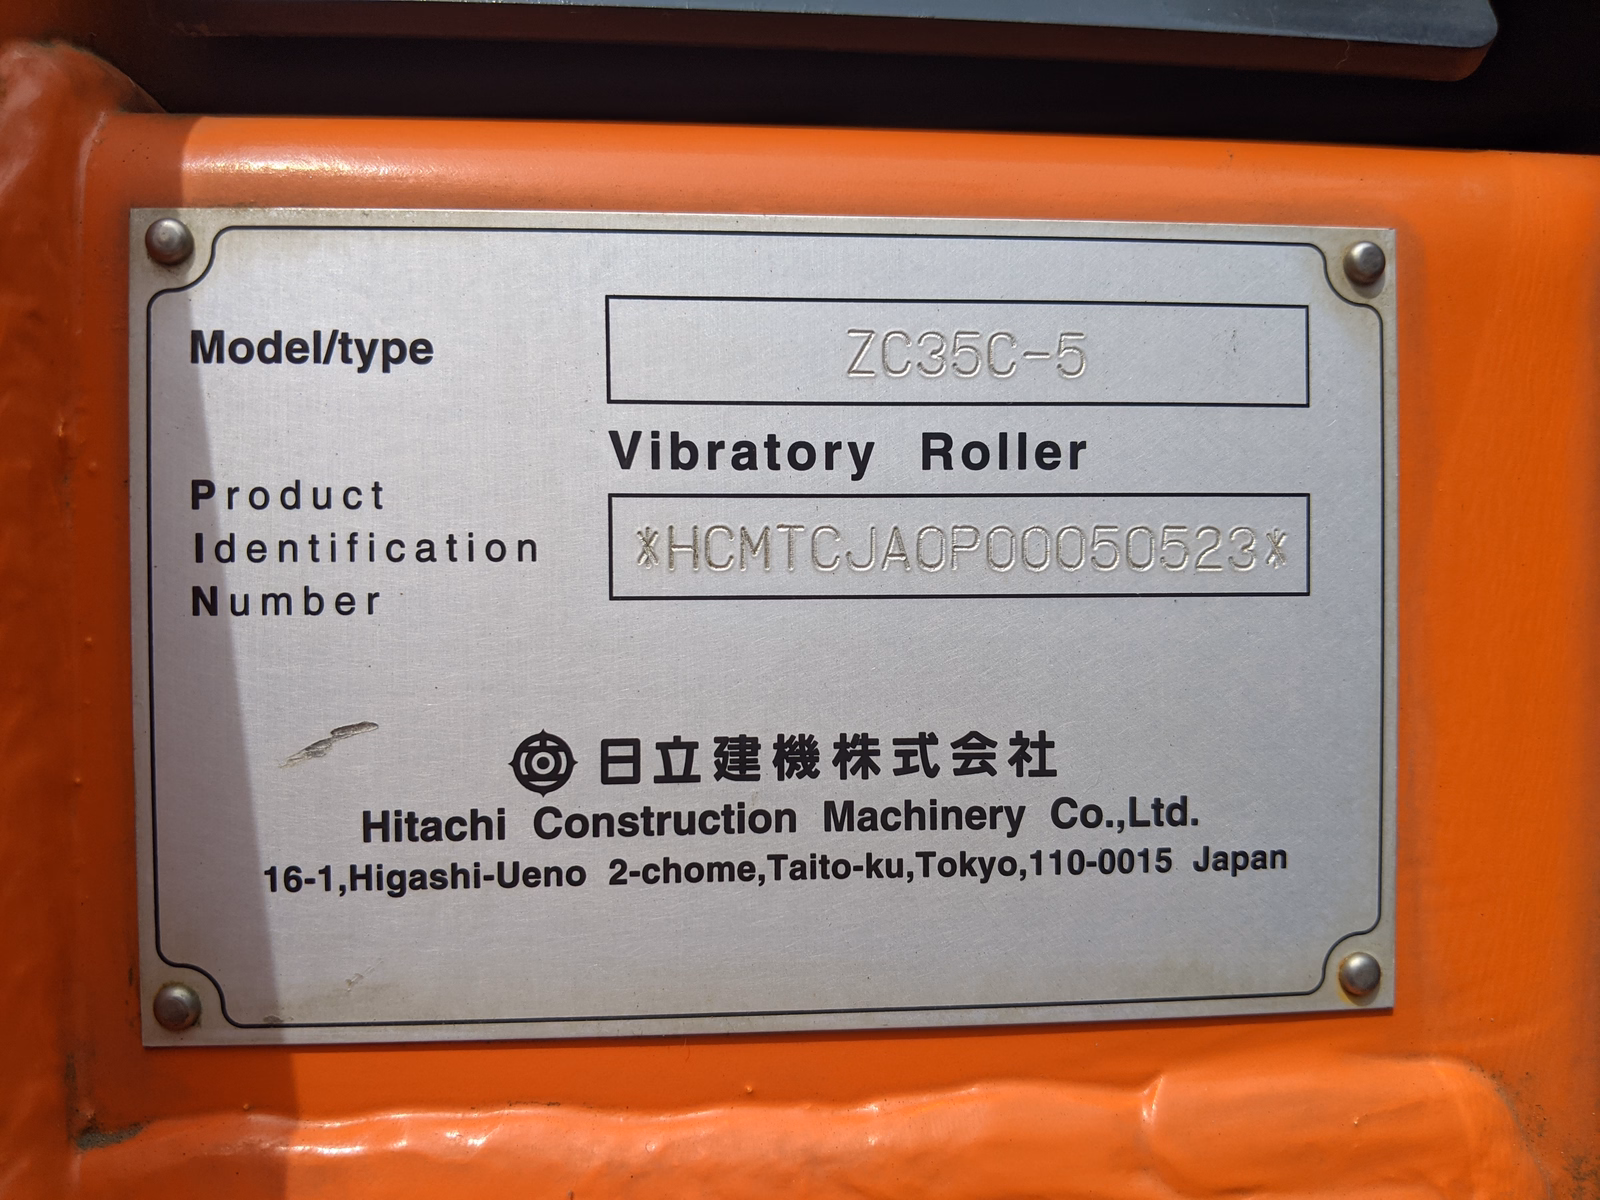 Model/type
ZC35C-5
Vibratory Roller
Product
Identification
Number
*HCMTCJA0P00050523*
日立建機株式会社
Hitachi Construction Machinery Co.,Ltd.
16-1,Higashi-Ueno 2-chome,Taito-ku,Tokyo,110-0015 Japan